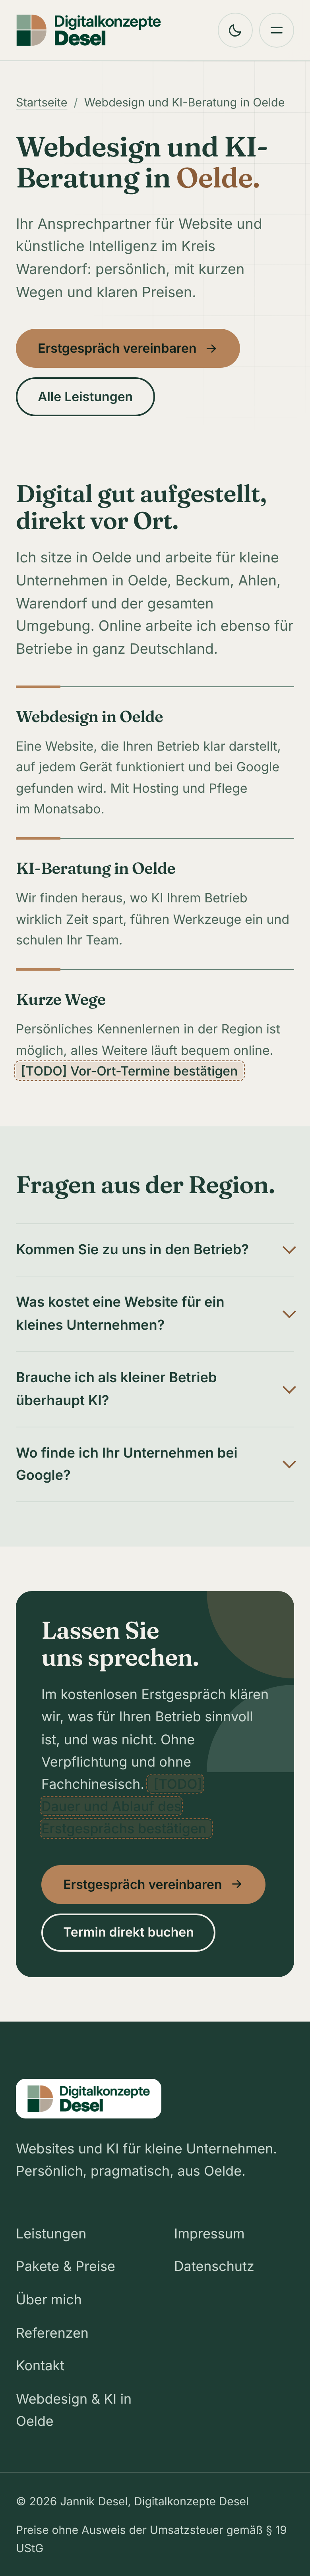 Digitalkonzepte
Desel
Startseite / Webdesign und KI-Beratung in Oelde
Webdesign und KI-
Beratung in Oelde.
Ihr Ansprechpartner für Website und
künstliche Intelligenz im Kreis
Warendorf: persönlich, mit kurzen
Wegen und klaren Preisen.
Erstgespräch vereinbaren →
Alle Leistungen
Digital gut aufgestellt,
direkt vor Ort.
Ich sitze in Oelde und arbeite für kleine
Unternehmen in Oelde, Beckum, Ahlen,
Warendorf und der gesamten
Umgebung. Online arbeite ich ebenso für
Betriebe in ganz Deutschland.
Webdesign in Oelde
Eine Website, die Ihren Betrieb klar darstellt,
auf jedem Gerät funktioniert und bei Google
gefunden wird. Mit Hosting und Pflege
im Monatsabo.
KI-Beratung in Oelde
Wir finden heraus, wo KI Ihrem Betrieb
wirklich Zeit spart, führen Werkzeuge ein und
schulen Ihr Team.
Kurze Wege
Persönliches Kennenlernen in der Region ist
möglich, alles Weitere läuft bequem online.
[TODO] Vor-Ort-Termine bestätigen
Fragen aus der Region.
Kommen Sie zu uns in den Betrieb?
Was kostet eine Website für ein
kleines Unternehmen?
Brauche ich als kleiner Betrieb
überhaupt KI?
Wo finde ich Ihr Unternehmen bei
Google?
Lassen Sie
uns sprechen.
Im kostenlosen Erstgespräch klären
wir, was für Ihren Betrieb sinnvoll
ist, und was nicht. Ohne
Verpflichtung und ohne
Fachchinesisch. [TODO]
Dauer und Ablauf des
Erstgesprächs bestätigen
Erstgespräch vereinbaren →
Termin direkt buchen
Digitalkonzepte
Desel
Websites und KI für kleine Unternehmen.
Persönlich, pragmatisch, aus Oelde.
Leistungen
Pakete & Preise
Über mich
Referenzen
Kontakt
Webdesign & KI in
Oelde
Impressum
Datenschutz
© 2026 Jannik Desel, Digitalkonzepte Desel
Preise ohne Ausweis der Umsatzsteuer gemäß § 19
UStG